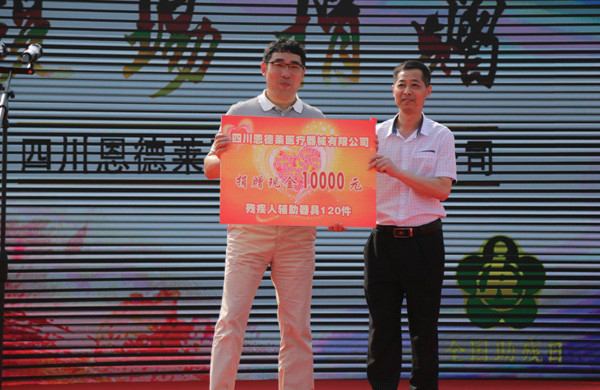 四川恩德莱
司
四川恩德莱医疗器械有限公司
捐赠现金10000元
残疾人辅助器具120件
全国助残日